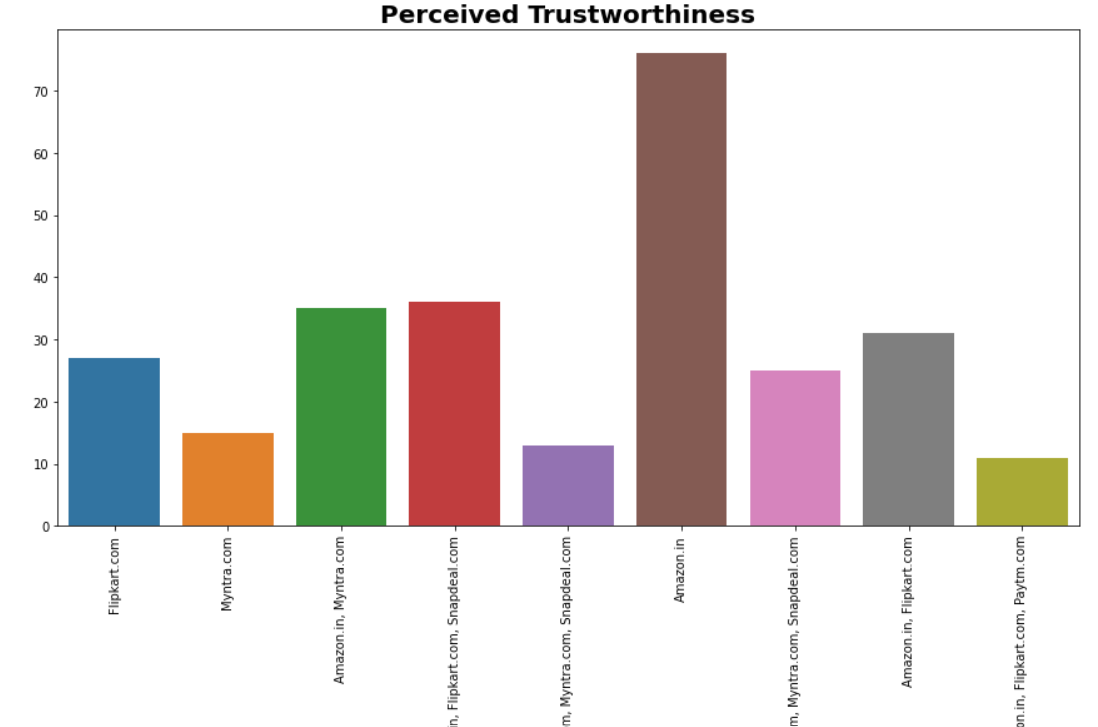 Perceived Trustworthiness
70
60
50
40
30
20
10
0
Flipkart.com
Myntra.com
Amazon.in, Myntra.com
in, Flipkart.com, Snapdeal.com
m, Myntra.com, Snapdeal.com
Amazon.in
m, Myntra.com, Snapdeal.com
Amazon.in, Flipkart.com
on.in, Flipkart.com, Paytm.com